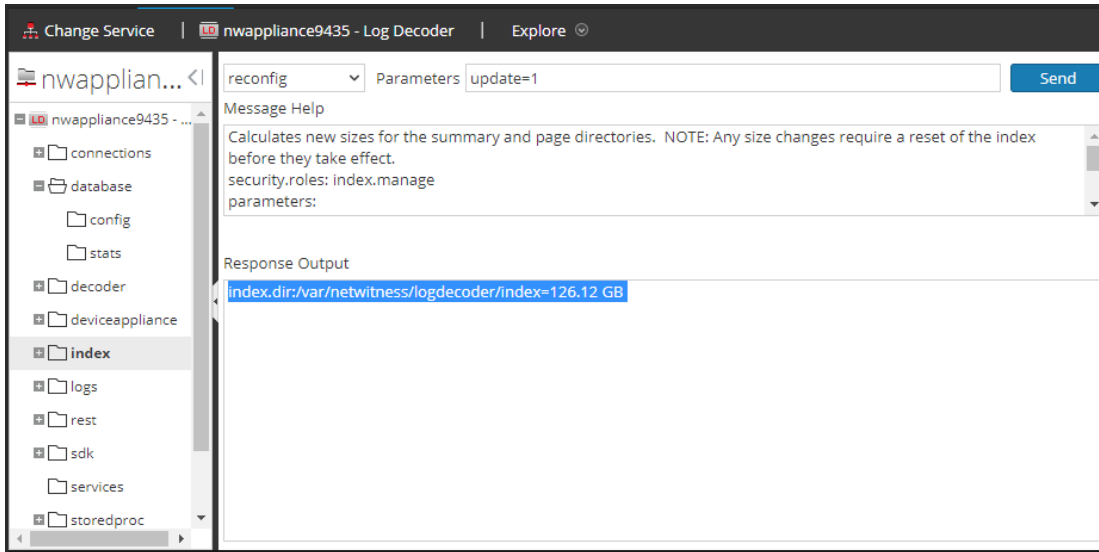 Change Service | LD nwappliance9435 - Log Decoder | Explore
nwapplian...
reconfig Parameters update=1 Send
Message Help
Calculates new sizes for the summary and page directories. NOTE: Any size changes require a reset of the index
before they take effect.
security.roles: index.manage
parameters:
Response Output
index.dir:/var/netwitness/logdecoder/index=126.12 GB
LD nwappliance9435 - ...
connections
database
config
stats
decoder
deviceappliance
index
logs
rest
sdk
services
storedproc